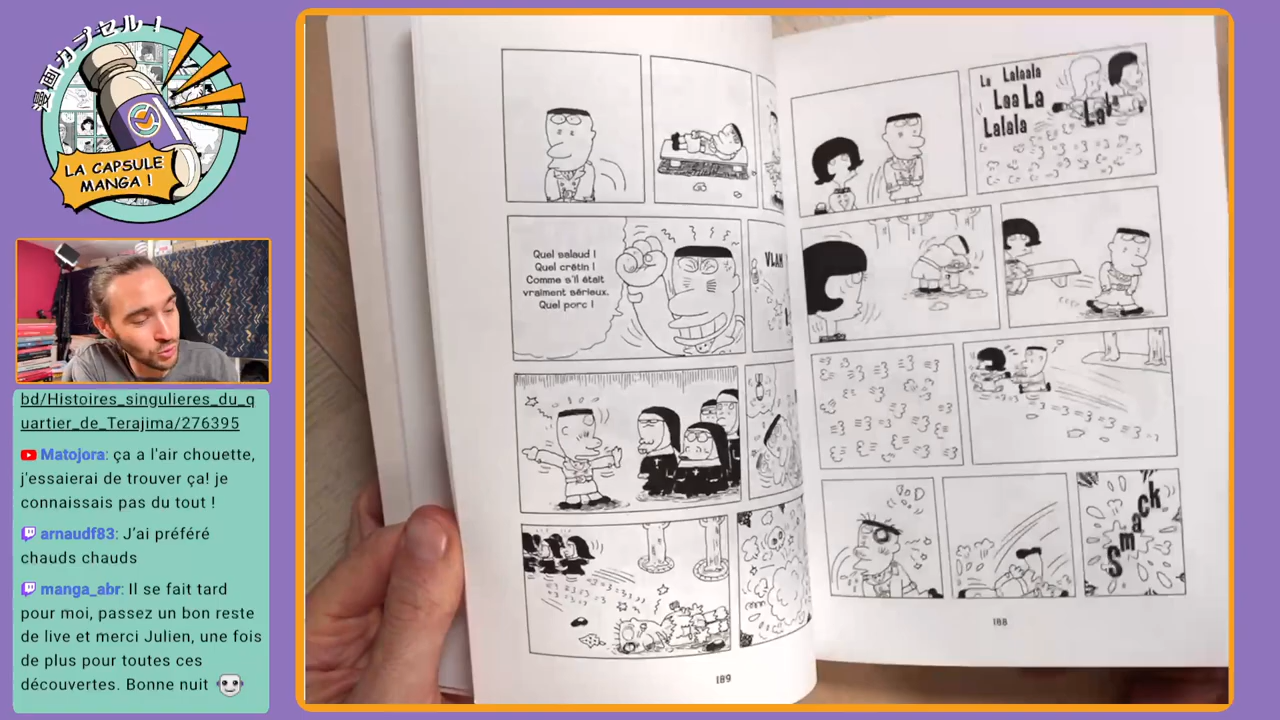 漫画カプセル!
LA CAPSULE
MANGA !
bd/Histoires_singulieres_du_q
uartier_de_Terajima/276395
Matojora: ça a l'air chouette,
j'essaierai de trouver ça! je
connaissais pas du tout !
arnaudf83: J'ai préféré
chauds chauds
manga_abr: Il se fait tard
pour moi, passez un bon reste
de live et merci Julien, une fois
de plus pour toutes ces
découvertes. Bonne nuit
La Lalaala
Laa La
Lalala
La
Quel salaud !
Quel crétin !
Comme s'il était
vraiment sérieux.
Quel porc !
VLAM
Smack
188
189